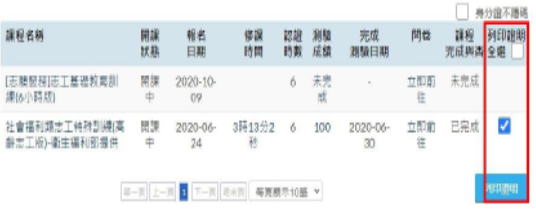 身分證不隱碼
課程名稱 開課狀態 報名日期 修課時間 認證時數 測驗成績 完成測驗日期 問卷 課程完成與否 列印證明全選
[志願服務]志工基礎教育訓練(6小時版) 開課中 2020-10-09 6 未完成 - 立即前往 未完成
社會福利類志工特殊訓練(高齡志工版)-衛生福利部提供 開課中 2020-06-24 3時13分2秒 6 100 2020-06-30 立即前往 已完成
第一頁 上一頁 1 下一頁 最末頁 每頁顯示10筆
列印證明